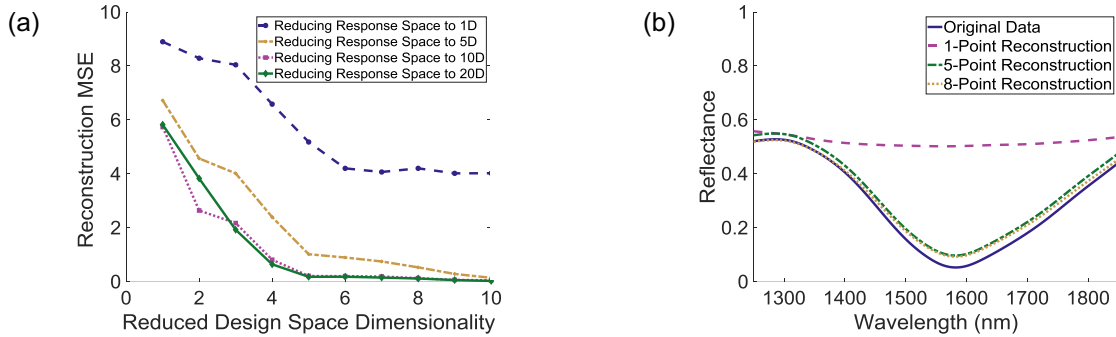 (a)
10
8
6
4
2
0
0 2 4 6 8 10
Reconstruction MSE
Reduced Design Space Dimensionality
Reducing Response Space to 1D
Reducing Response Space to 5D
Reducing Response Space to 10D
Reducing Response Space to 20D
(b)
1
0.8
0.6
0.4
0.2
0
1300 1400 1500 1600 1700 1800
Reflectance
Wavelength (nm)
Original Data
1-Point Reconstruction
5-Point Reconstruction
8-Point Reconstruction